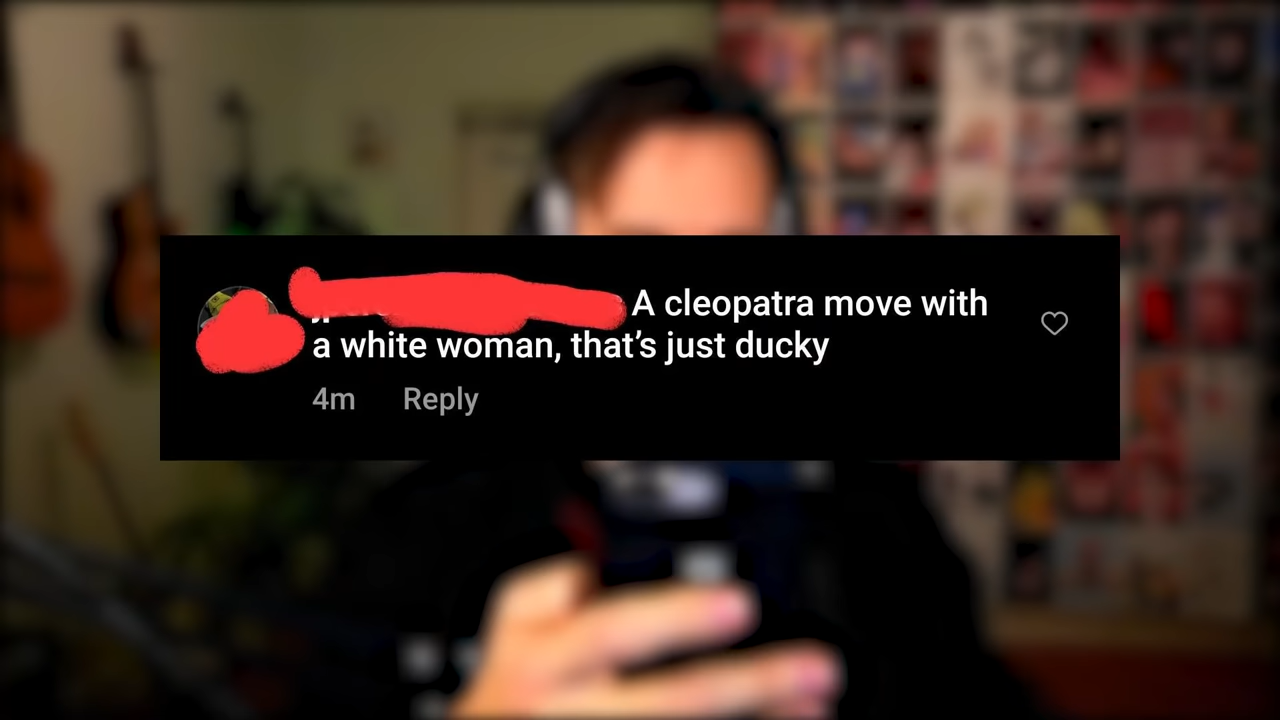 A cleopatra move with
a white woman, that's just ducky
4m Reply